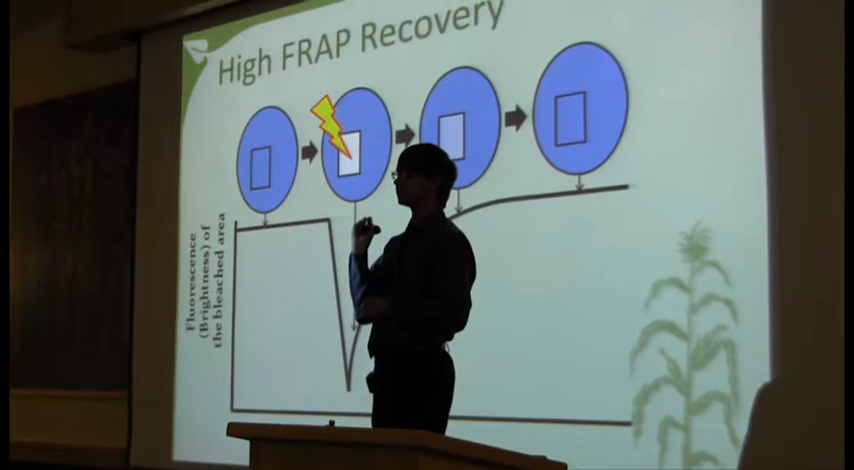 High FRAP Recovery
Fluorescence
(Brightness) of
the bleached area